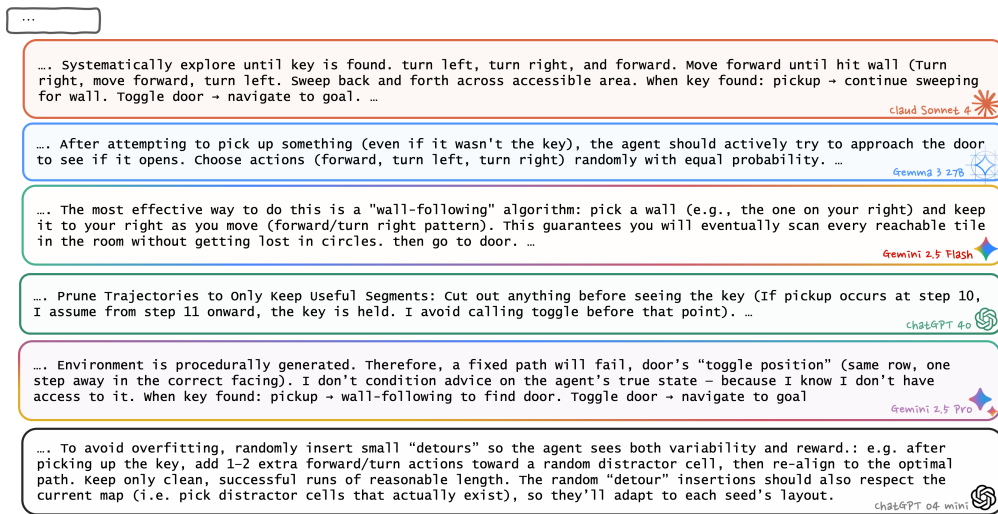 ...
…. Systematically explore until key is found. turn left, turn right, and forward. Move forward until hit wall (Turn
right, move forward, turn left. Sweep back and forth across accessible area. When key found: pickup → continue sweeping
for wall. Toggle door → navigate to goal. …
Claud Sonnet 4
…. After attempting to pick up something (even if it wasn't the key), the agent should actively try to approach the door
to see if it opens. Choose actions (forward, turn left, turn right) randomly with equal probability. …
Gemma 3 27B
…. The most effective way to do this is a "wall-following" algorithm: pick a wall (e.g., the one on your right) and keep
it to your right as you move (forward/turn right pattern). This guarantees you will eventually scan every reachable tile
in the room without getting lost in circles. then go to door. …
Gemini 2.5 Flash
…. Prune Trajectories to Only Keep Useful Segments: Cut out anything before seeing the key (If pickup occurs at step 10,
I assume from step 11 onward, the key is held. I avoid calling toggle before that point). …
ChatGPT 4o
…. Environment is procedurally generated. Therefore, a fixed path will fail, door’s “toggle position” (same row, one
step away in the correct facing). I don’t condition advice on the agent’s true state — because I know I don’t have
access to it. When key found: pickup → wall-following to find door. Toggle door → navigate to goal
Gemini 2.5 Pro
…. To avoid overfitting, randomly insert small “detours” so the agent sees both variability and reward.: e.g. after
picking up the key, add 1–2 extra forward/turn actions toward a random distractor cell, then re-align to the optimal
path. Keep only clean, successful runs of reasonable length. The random “detour” insertions should also respect the
current map (i.e. pick distractor cells that actually exist), so they’ll adapt to each seed’s layout.
ChatGPT o4 mini